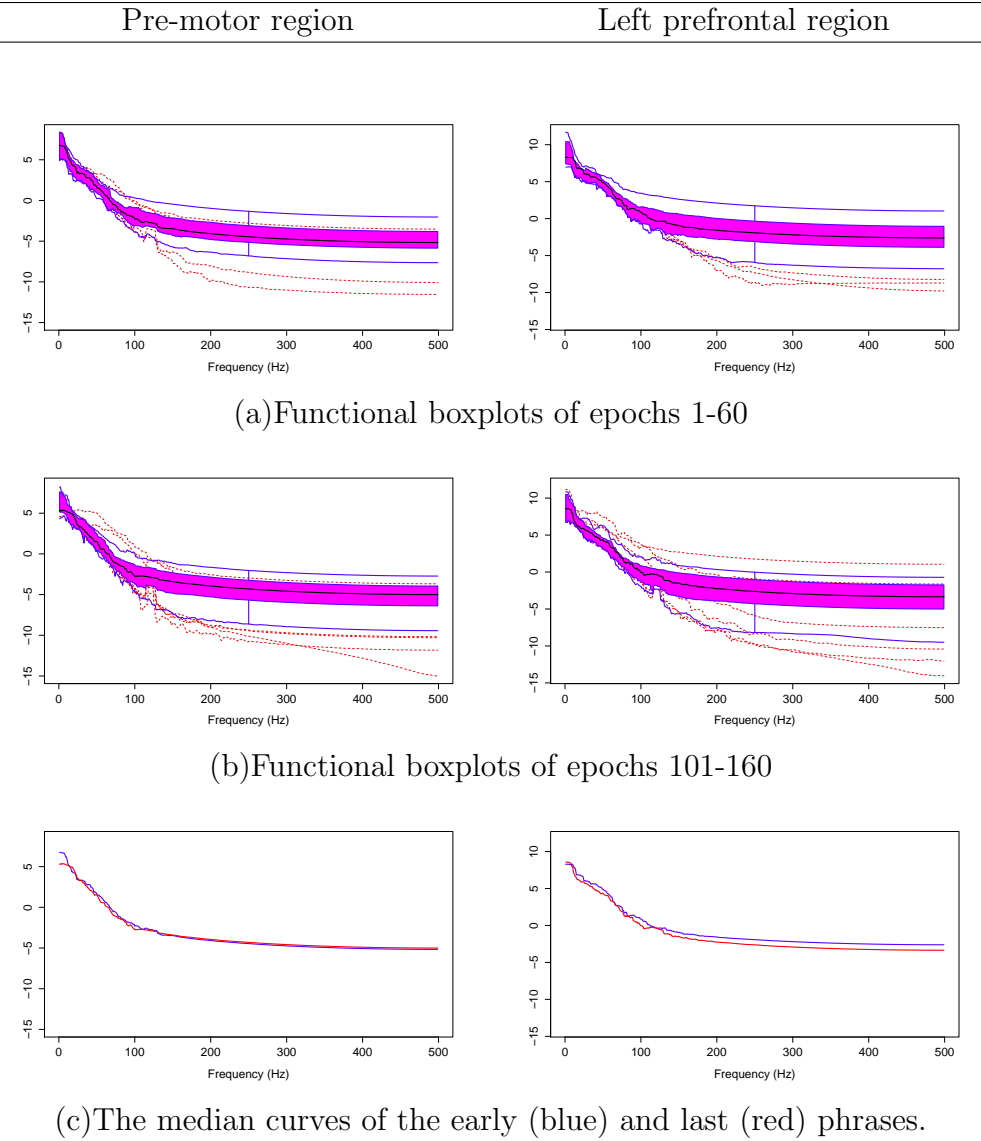 Pre-motor region Left prefrontal region
5
0
−5
−10
−15
0 100 200 300 400 500
Frequency (Hz)
10
5
0
−5
−10
−15
0 100 200 300 400 500
Frequency (Hz)
(a)Functional boxplots of epochs 1-60
5
0
−5
−10
−15
0 100 200 300 400 500
Frequency (Hz)
10
5
0
−5
−10
−15
0 100 200 300 400 500
Frequency (Hz)
(b)Functional boxplots of epochs 101-160
5
0
−5
−10
−15
0 100 200 300 400 500
Frequency (Hz)
10
5
0
−5
−10
−15
0 100 200 300 400 500
Frequency (Hz)
(c)The median curves of the early (blue) and last (red) phrases.